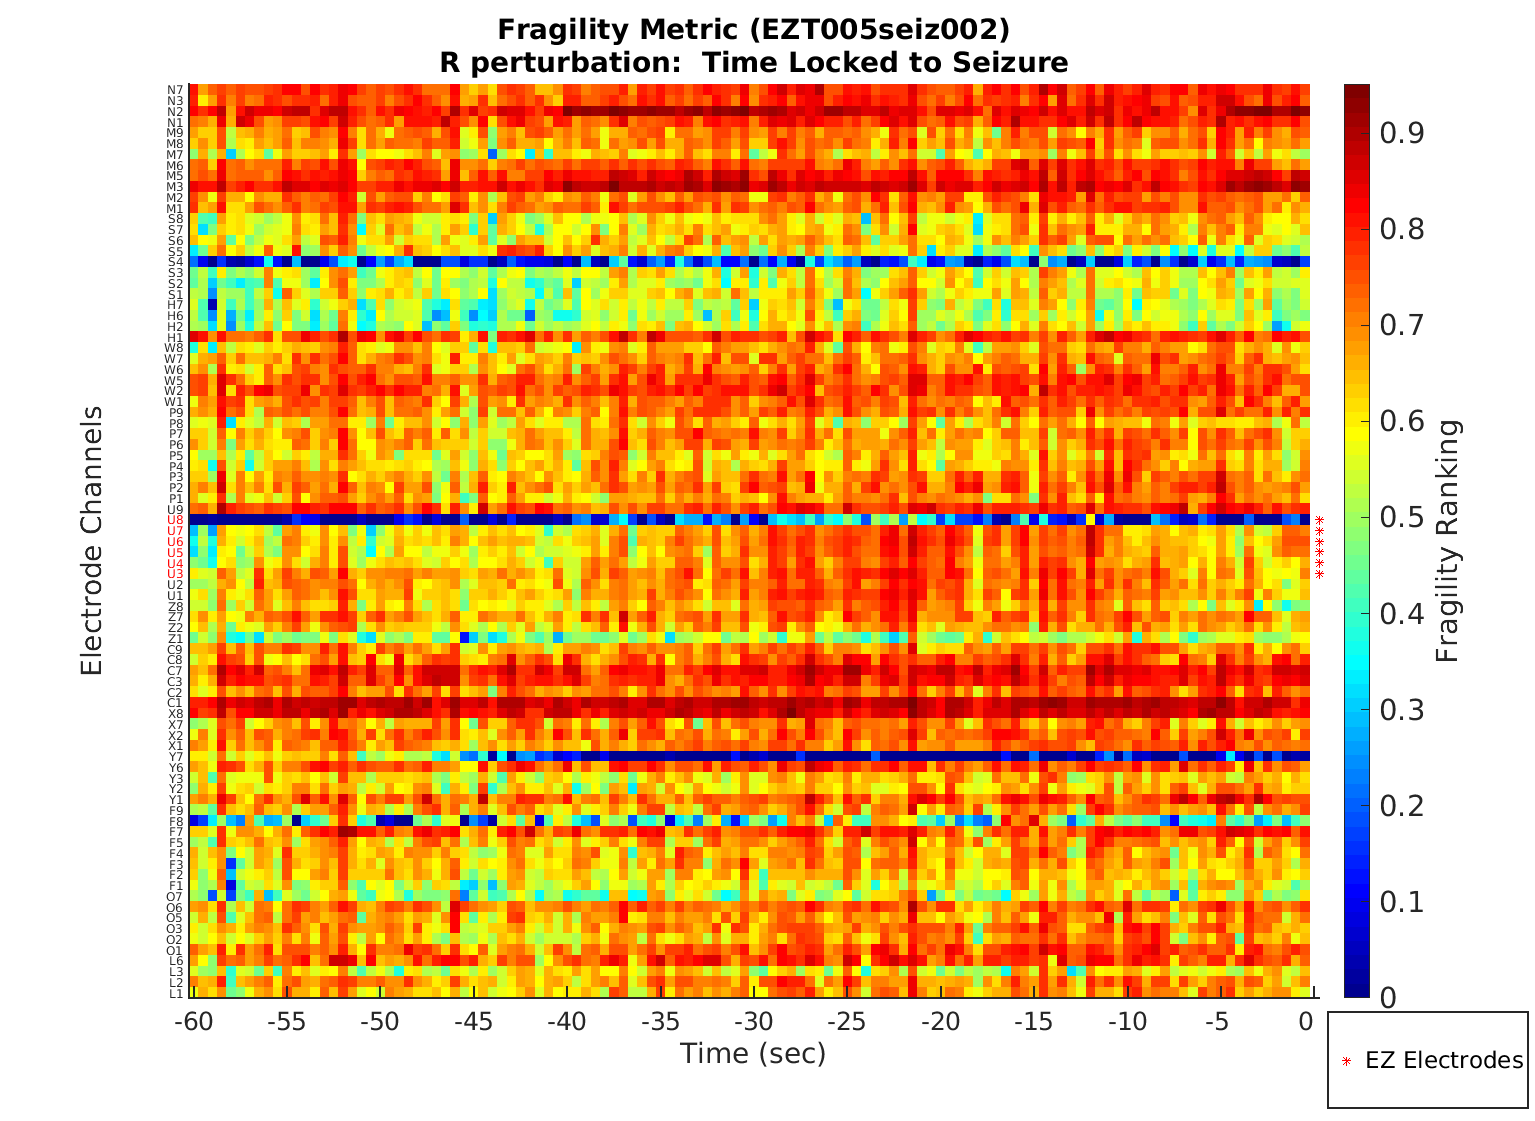 Fragility Metric (EZT005seiz002)
R perturbation:  Time Locked to Seizure
Electrode Channels
N7
N3
N2
N1
M9
M8
M7
M6
M5
M3
M2
M1
S8
S7
S6
S5
S4
S3
S2
S1
H7
H6
H2
H1
W8
W7
W6
W5
W2
W1
P9
P8
P7
P6
P5
P4
P3
P2
P1
U9
U8
U7
U6
U5
U4
U3
U2
U1
Z8
Z7
Z2
Z1
C9
C8
C7
C3
C2
C1
X8
X7
X2
X1
Y7
Y6
Y3
Y2
Y1
F9
F8
F7
F5
F4
F3
F2
F1
O7
O6
O5
O3
O2
O1
L6
L3
L2
L1
-60 -55 -50 -45 -40 -35 -30 -25 -20 -15 -10 -5 0
Time (sec)
0.9
0.8
0.7
0.6
0.5
0.4
0.3
0.2
0.1
0
Fragility Ranking
EZ Electrodes